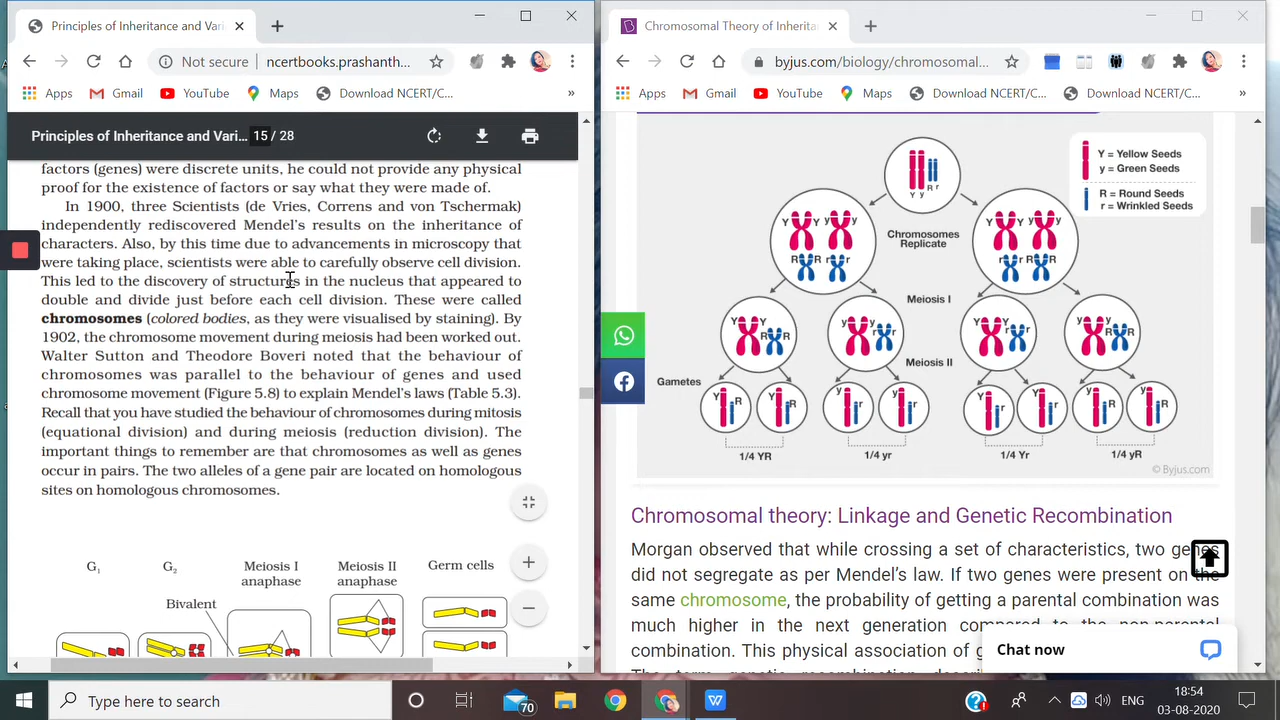 Principles of Inheritance and Vari
Not secure
ncertbooks.prashanth...
Apps
Gmail
YouTube
Maps
Download NCERT/C...
»
Principles of Inheritance and Vari... 15 / 28
factors (genes) were discrete units, he could not provide any physical
proof for the existence of factors or say what they were made of.
In 1900, three Scientists (de Vries, Correns and von Tschermak)
independently rediscovered Mendel's results on the inheritance of
characters. Also, by this time due to advancements in microscopy that
were taking place, scientists were able to carefully observe cell division.
This led to the discovery of structures in the nucleus that appeared to
double and divide just before each cell division. These were called
chromosomes (colored bodies, as they were visualised by staining). By
1902, the chromosome movement during meiosis had been worked out.
Walter Sutton and Theodore Boveri noted that the behaviour of
chromosomes was parallel to the behaviour of genes and used
chromosome movement (Figure 5.8) to explain Mendel's laws (Table 5.3).
Recall that you have studied the behaviour of chromosomes during mitosis
(equational division) and during meiosis (reduction division). The
important things to remember are that chromosomes as well as genes
occur in pairs. The two alleles of a gene pair are located on homologous
sites on homologous chromosomes.
G1
G2
Meiosis I
anaphase
Meiosis II
anaphase
Germ cells
Bivalent
Chromosomal Theory of Inherita
byjus.com/biology/chromosomal...
Apps
Gmail
YouTube
Maps
Download NCERT/C...
Download NCERT/C...
»
Y = Yellow Seeds
y = Green Seeds
R = Round Seeds
r = Wrinkled Seeds
Y y
R r
Y Y y y
R R r r
Chromosomes
Replicate
Y Y y y
r r R R
Meiosis I
Y Y R R
y y r r
Y Y r r
y y R R
Meiosis II
Gametes
Y R
Y R
y r
y r
Y r
Y r
y R
y R
1/4 YR
1/4 yr
1/4 Yr
1/4 yR
© Byjus.com
Chromosomal theory: Linkage and Genetic Recombination
Morgan observed that while crossing a set of characteristics, two genes
did not segregate as per Mendel's law. If two genes were present on the
same chromosome, the probability of getting a parental combination was
much higher in the next generation compared to the non-parental
combination. This physical association of g
Chat now
Type here to search
70
ENG
18:54
03-08-2020